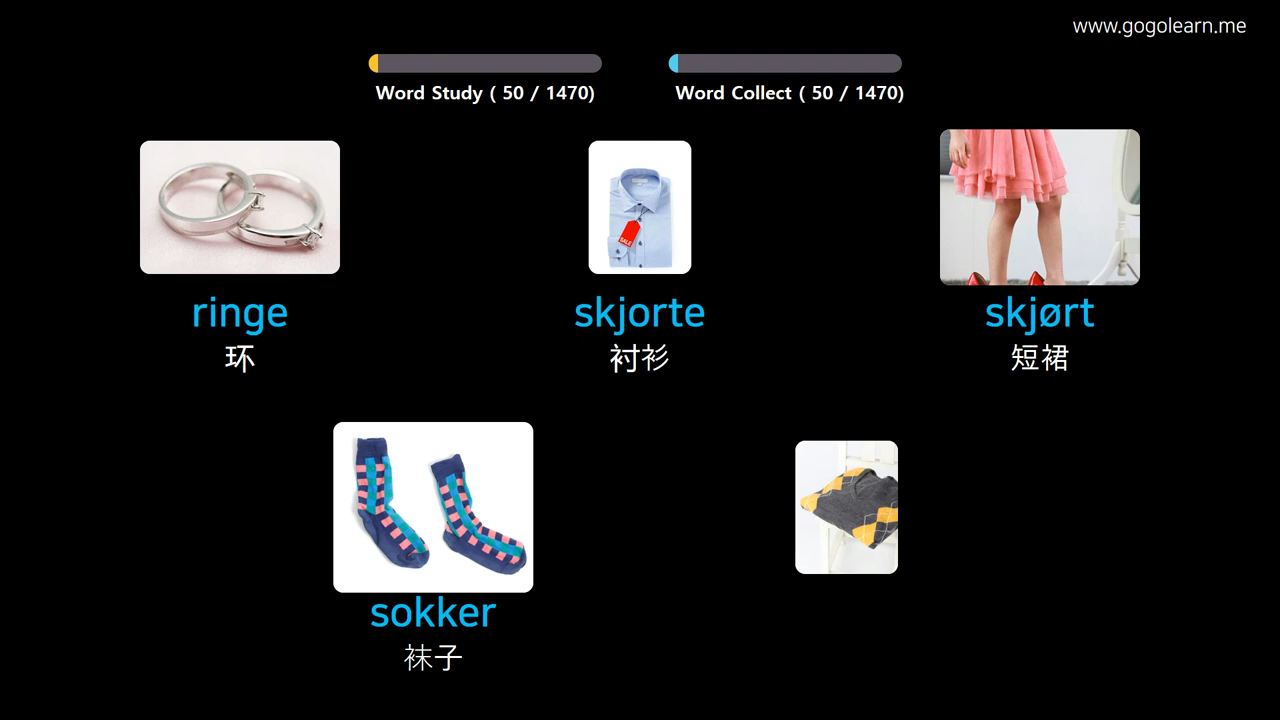 www.gogolearn.me
Word Study ( 50 / 1470)
Word Collect ( 50 / 1470)
SALE
ringe
环
skjorte
衬衫
skjørt
短裙
sokker
袜子